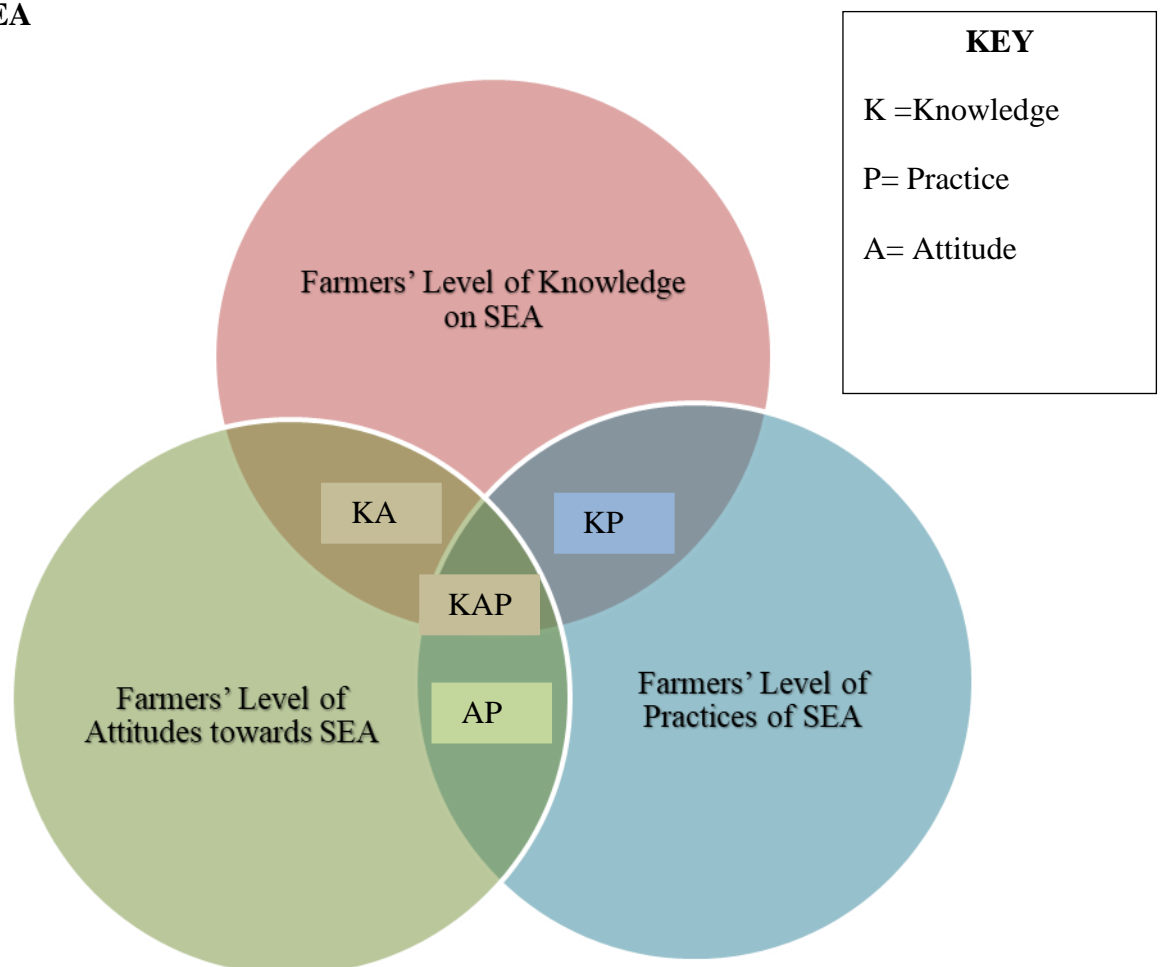 EA
KEY
K =Knowledge
P= Practice
A= Attitude
Farmers’ Level of Knowledge
on SEA
KA
KP
KAP
Farmers’ Level of
Attitudes towards SEA
AP
Farmers’ Level of
Practices of SEA